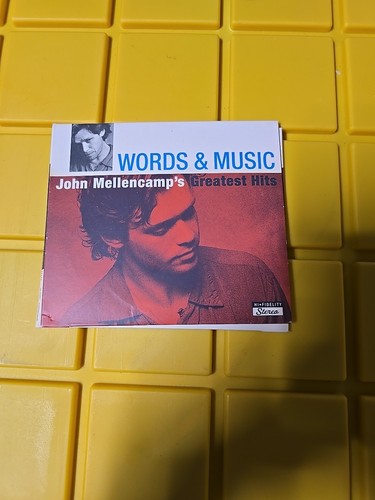 WORDS & MUSIC
John Mellencamp's Greatest Hits
HI•FIDELITY
Stereo